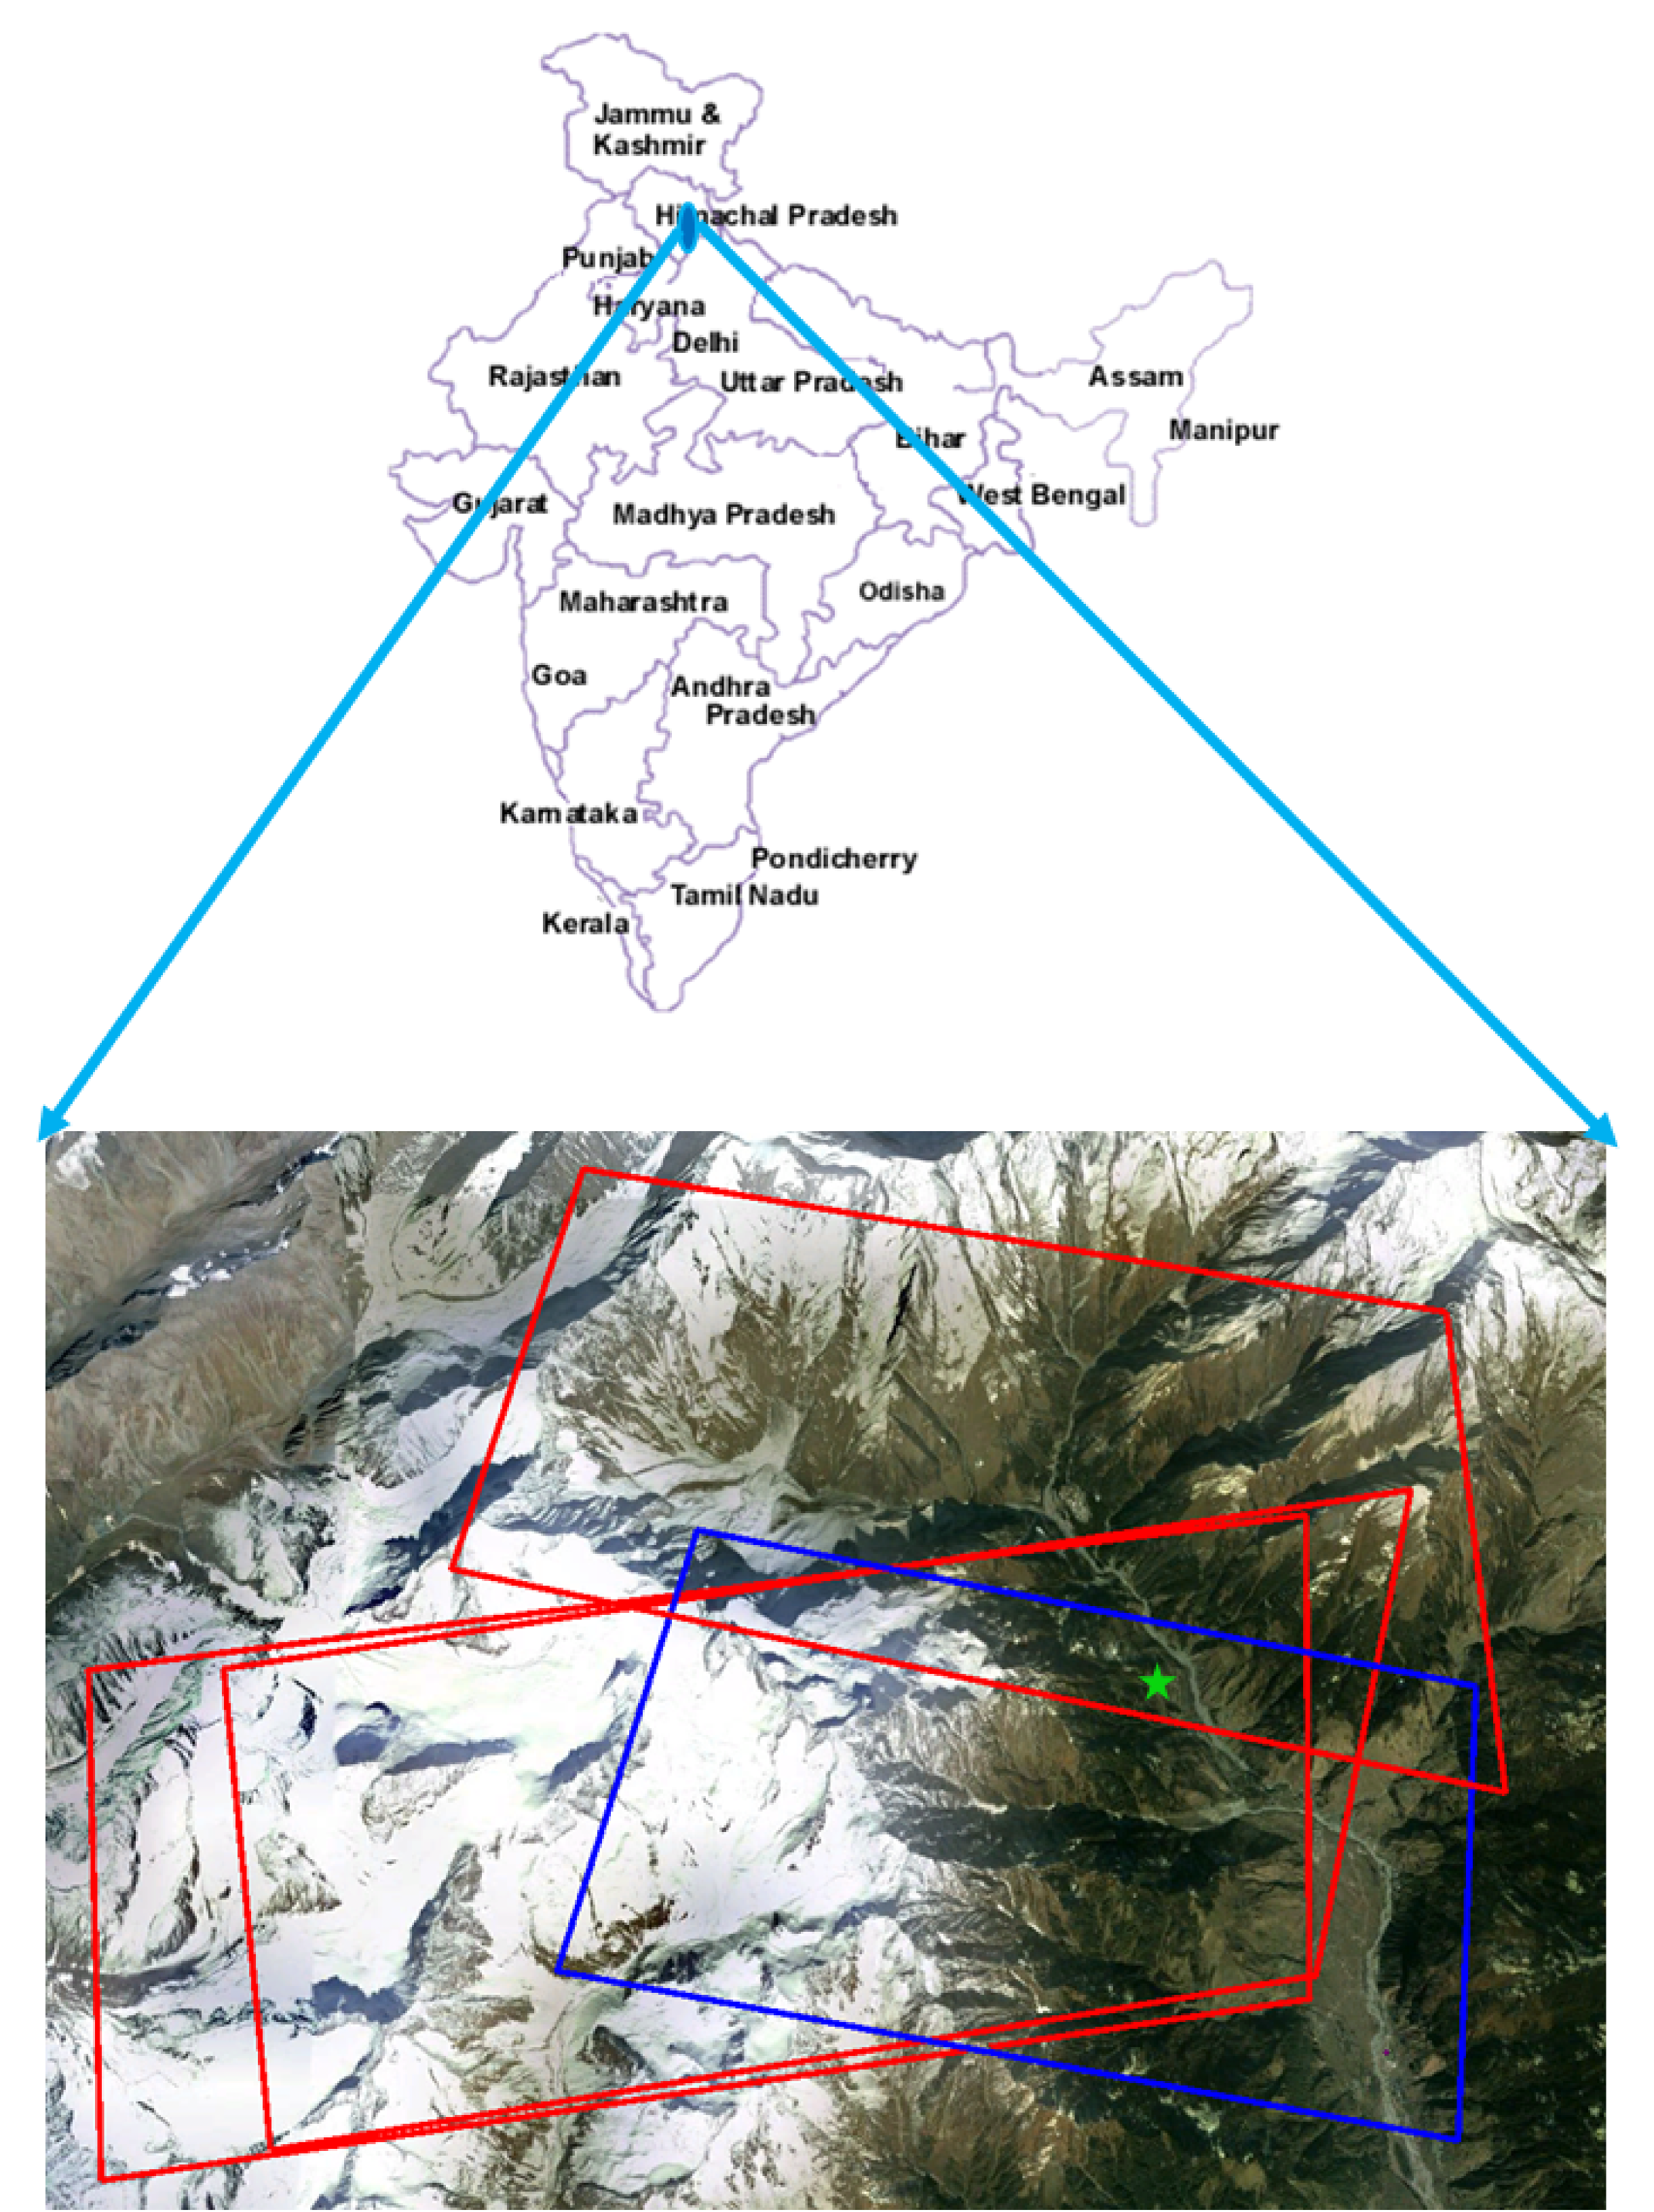 Jammu &
Kashmir
Himachal Pradesh
Punjab
Haryana
Delhi
Rajasthan
Uttar Pradesh
Assam
Bihar
Manipur
Gujarat
West Bengal
Madhya Pradesh
Odisha
Maharashtra
Goa
Andhra
Pradesh
Karnataka
Pondicherry
Tamil Nadu
Kerala